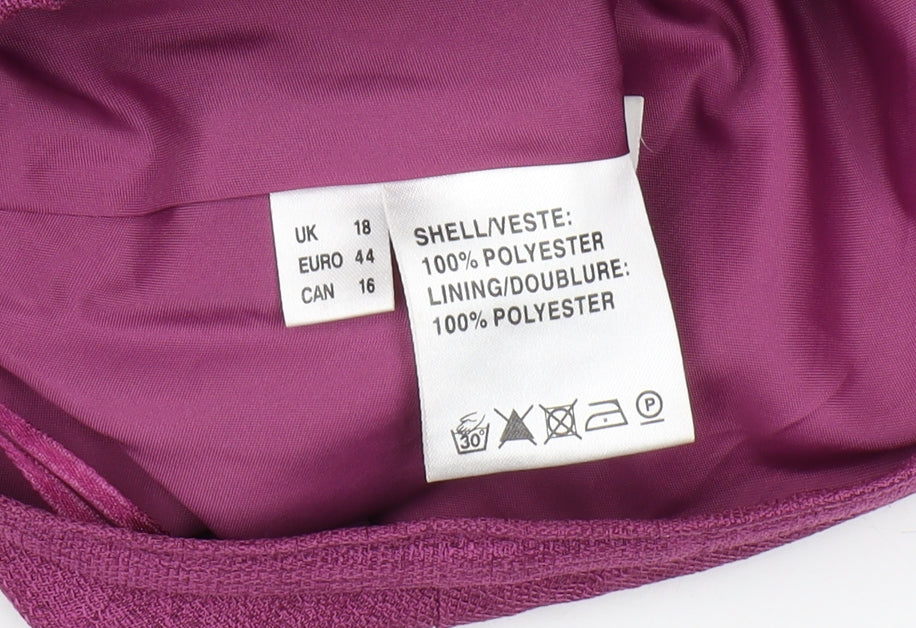 UK 18
EURO 44
CAN 16
SHELL/VESTE:
100% POLYESTER
LINING/DOUBLURE:
100% POLYESTER
30°
P